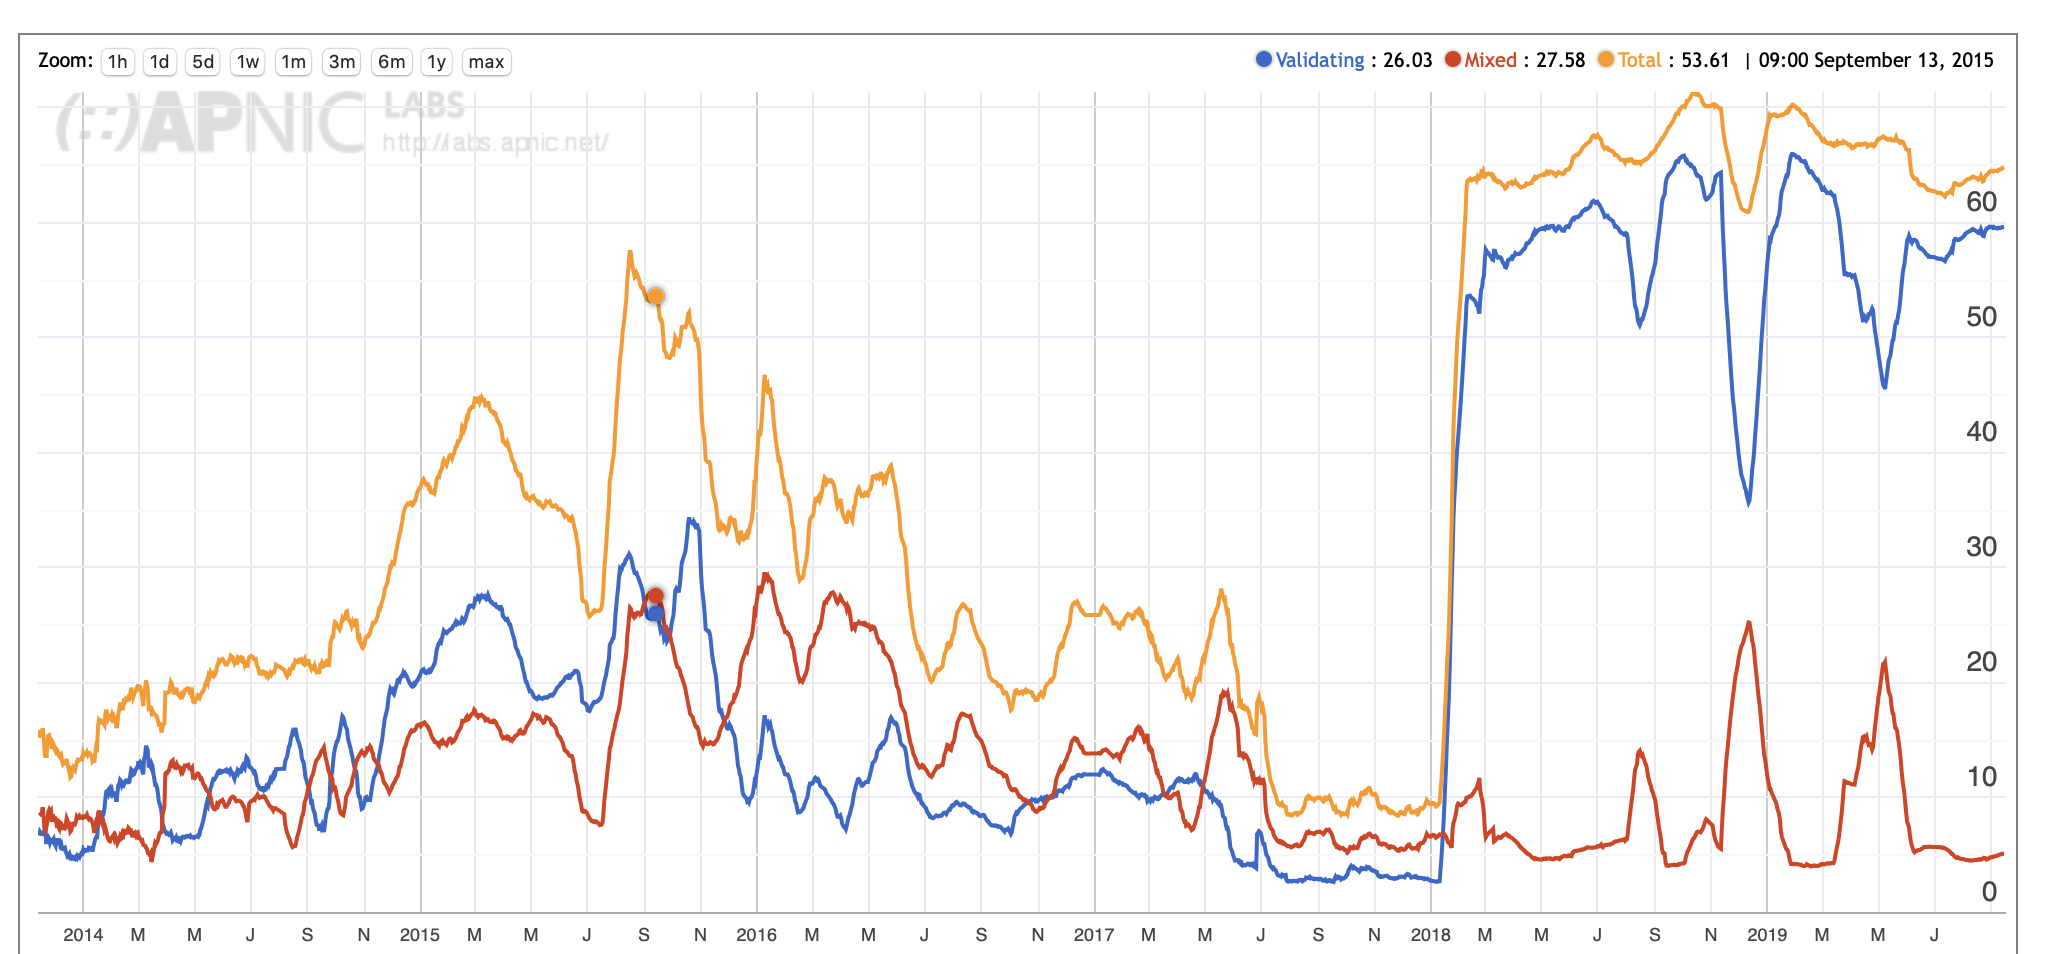 Zoom: 1h 1d 5d 1w 1m 3m 6m 1y max
Validating : 26.03 Mixed : 27.58 Total : 53.61 | 09:00 September 13, 2015
(::)APNIC LABS
http://labs.apnic.net/
60
50
40
30
20
10
0
2014 M M J S N 2015 M M J S N 2016 M M J S N 2017 M M J S N 2018 M M J S N 2019 M M J